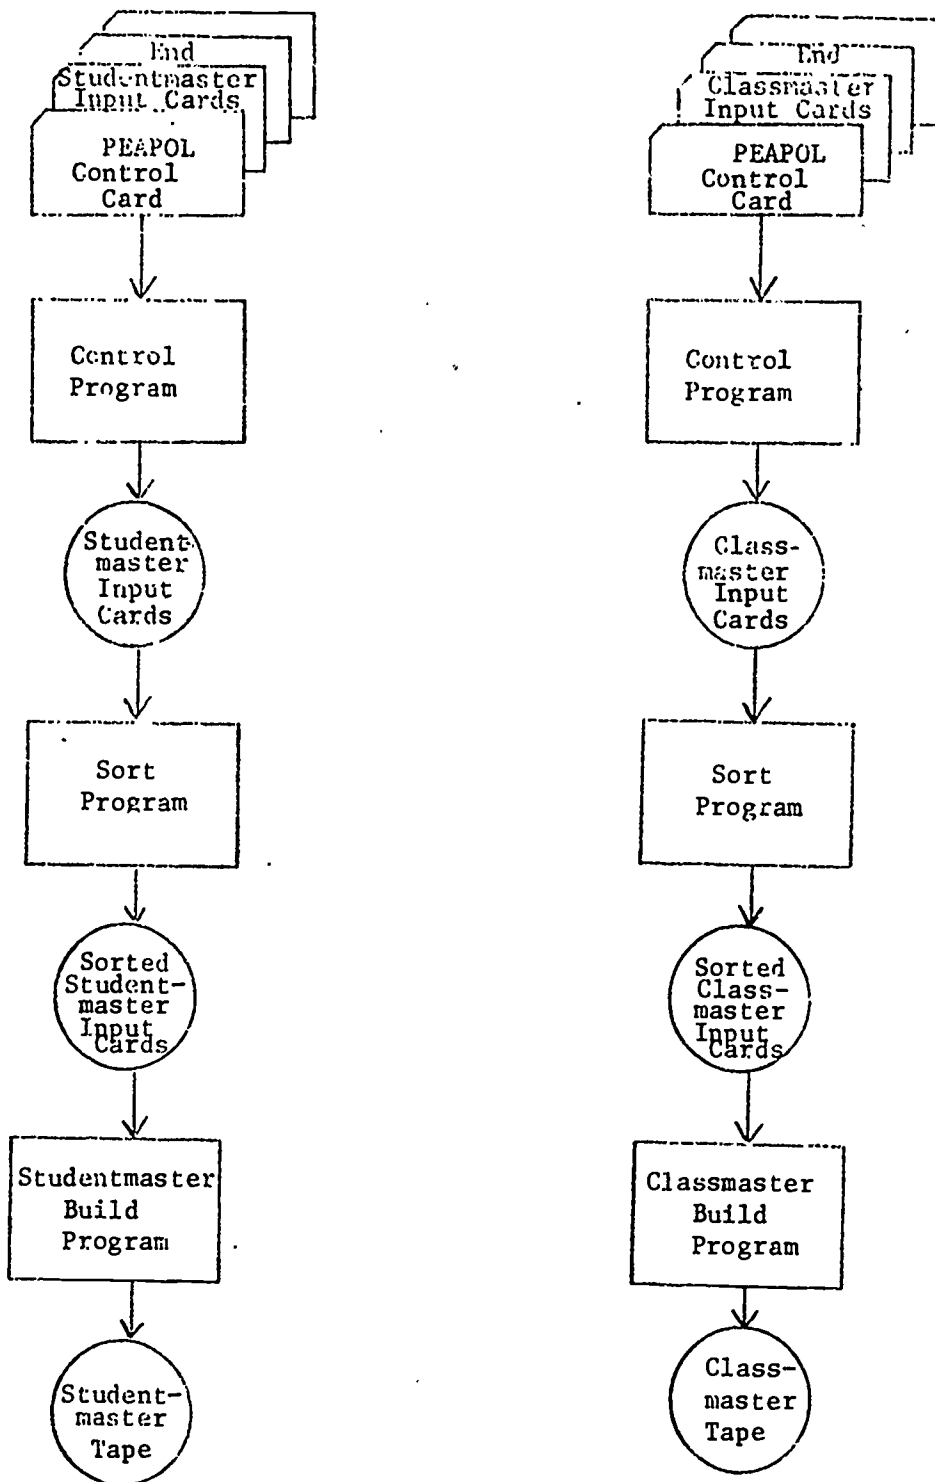 End
Studentmaster
Input Cards
PEAPOL
Control
Card
Control
Program
Student-
master
Input
Cards
Sort
Program
Sorted
Student-
master
Input
Cards
Studentmaster
Build
Program
Student-
master
Tape
End
Classmaster
Input Cards
PEAPOL
Control
Card
Control
Program
Class-
master
Input
Cards
Sort
Program
Sorted
Class-
master
Input
Cards
Classmaster
Build
Program
Class-
master
Tape